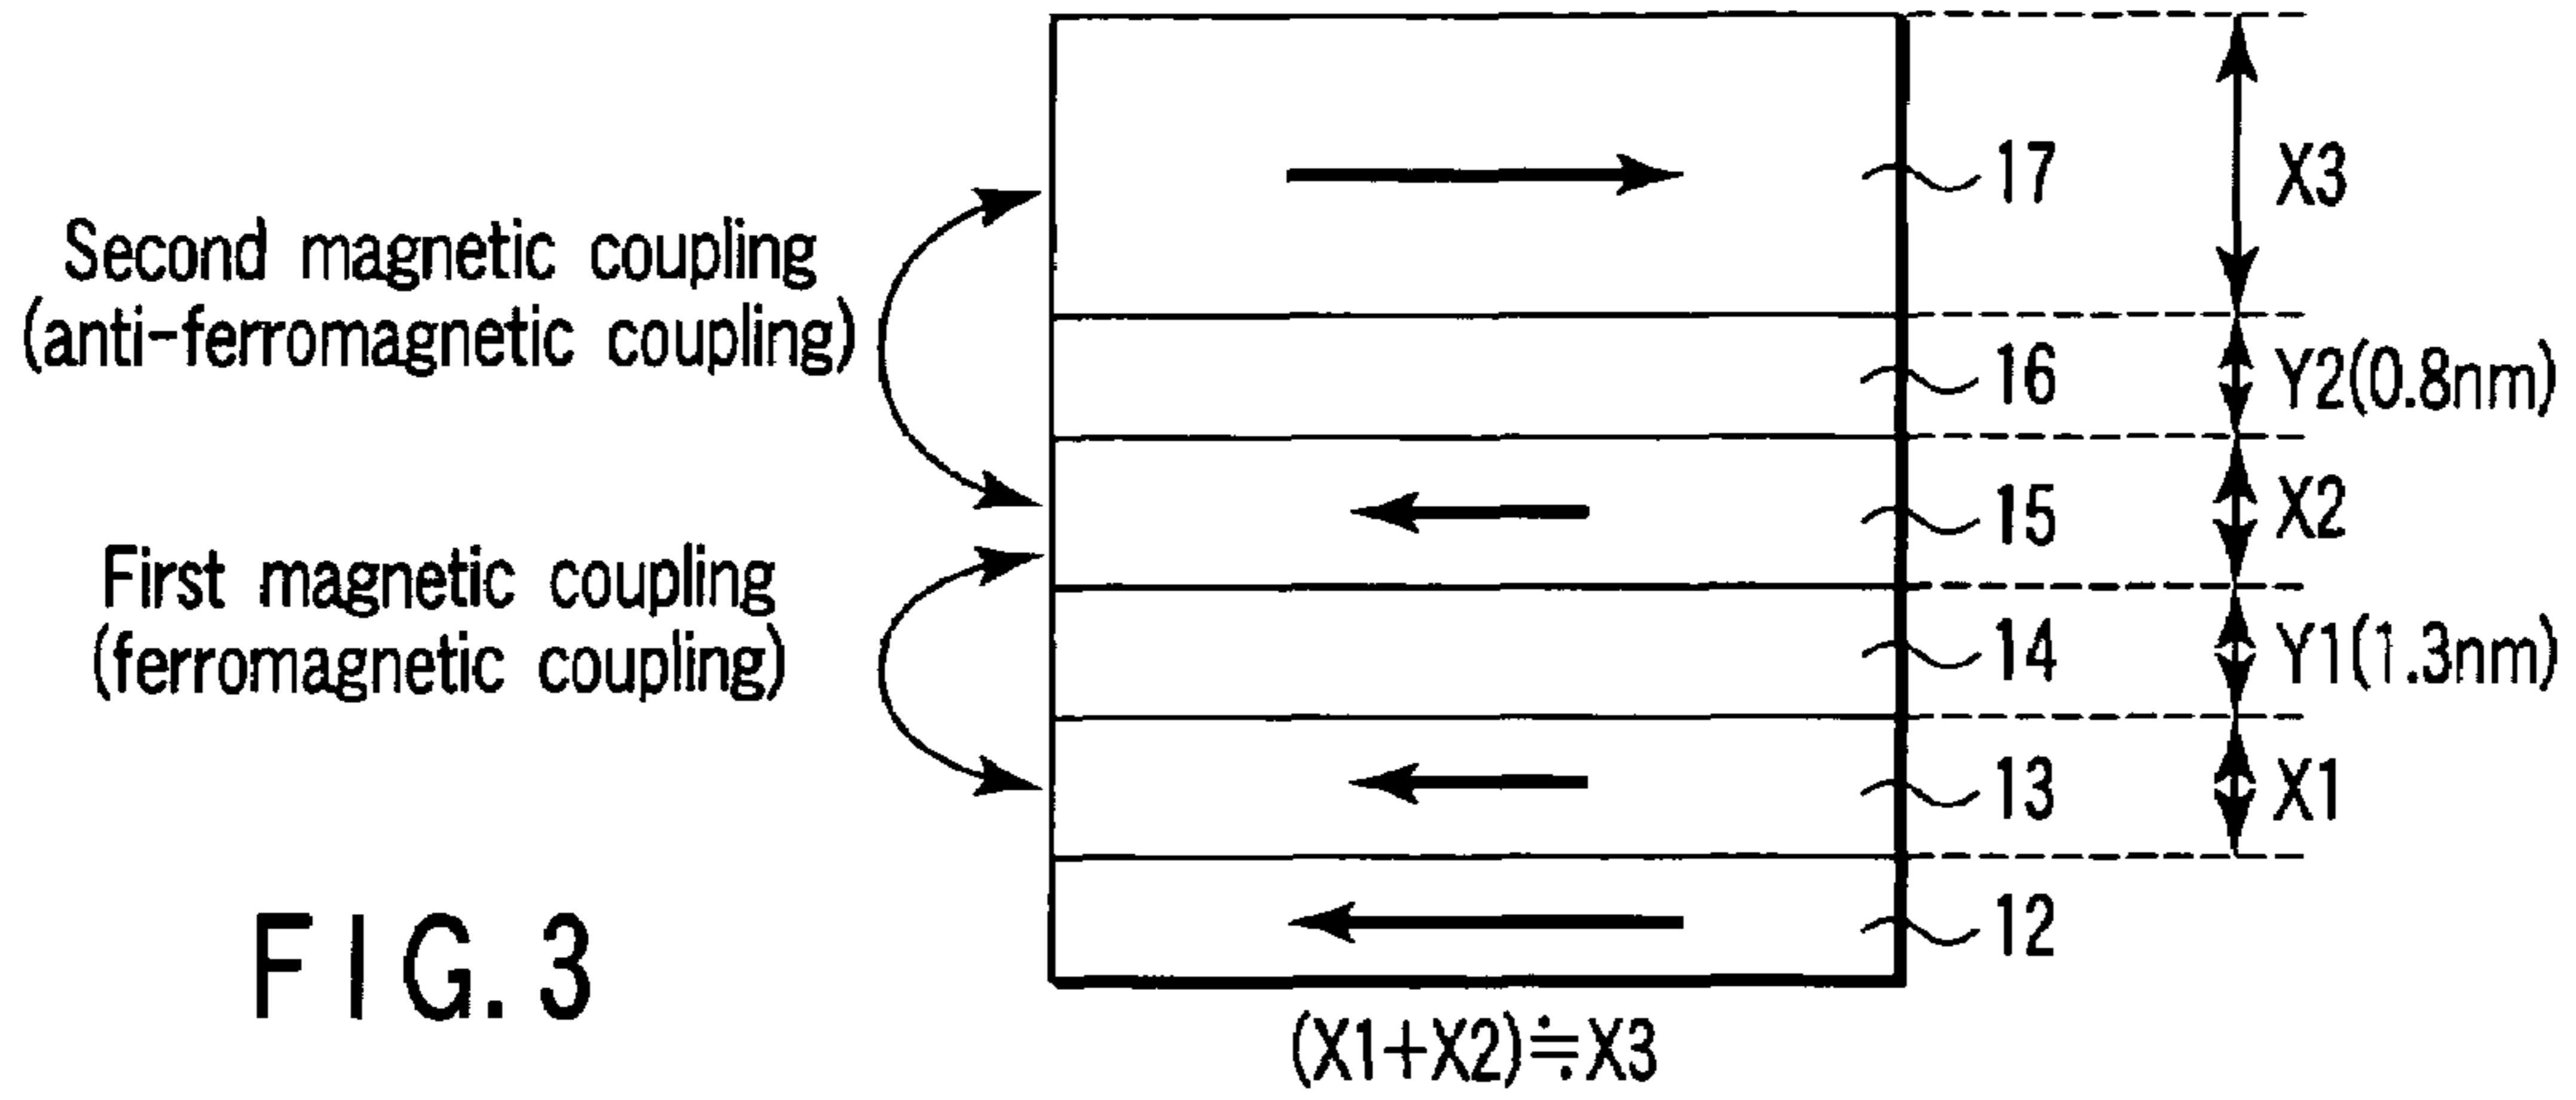 17
X3
Second magnetic coupling
(anti-ferromagnetic coupling)
16
Y2(0.8nm)
15
X2
First magnetic coupling
(ferromagnetic coupling)
14
Y1(1.3nm)
13
X1
12
FIG.3
(X1+X2)≒X3